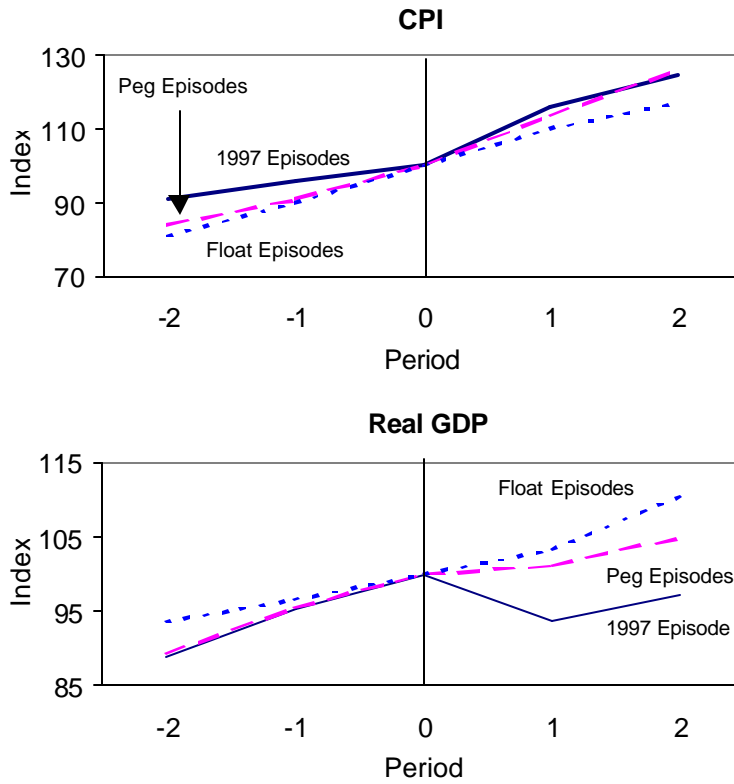 CPI
130
Peg Episodes
110
1997 Episodes
Index
90
Float Episodes
70
-2 -1 0 1 2
Period
Real GDP
115
Float Episodes
105
Index
Peg Episodes
95
1997 Episode
85
-2 -1 0 1 2
Period